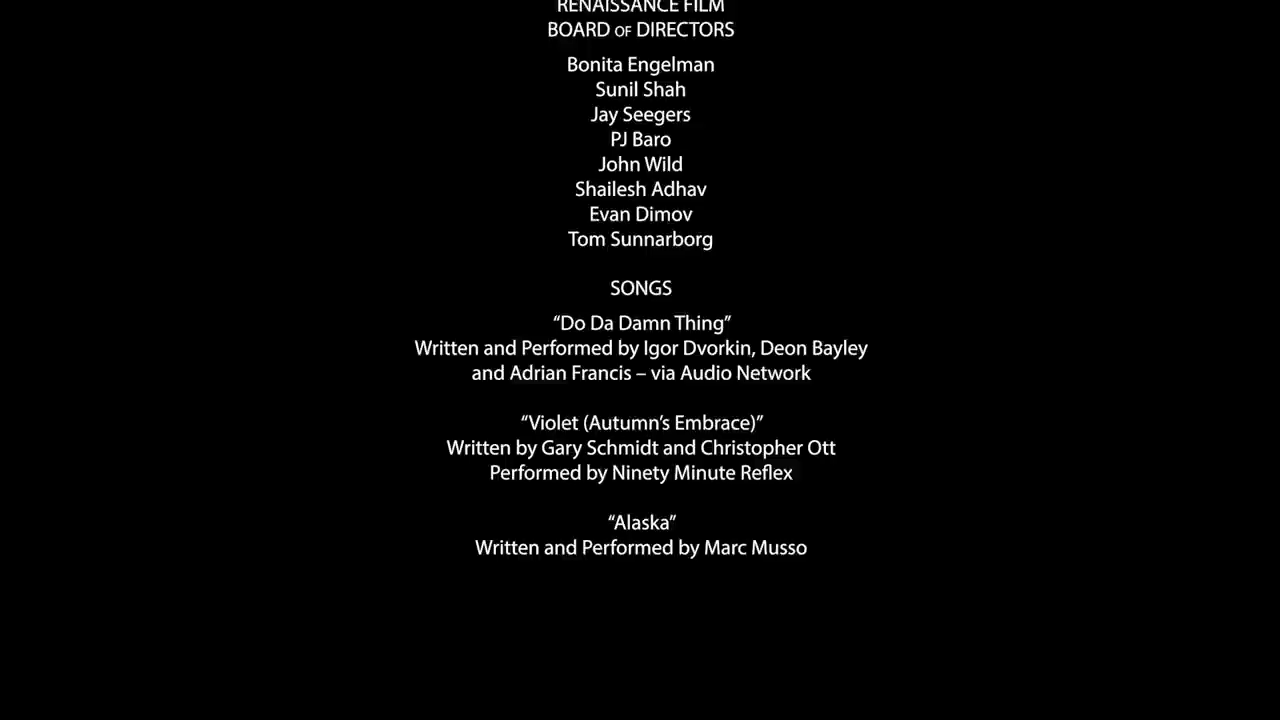 RENAISSANCE FILM
BOARD OF DIRECTORS
Bonita Engelman
Sunil Shah
Jay Seegers
PJ Baro
John Wild
Shailesh Adhav
Evan Dimov
Tom Sunnarborg
SONGS
“Do Da Damn Thing”
Written and Performed by Igor Dvorkin, Deon Bayley
and Adrian Francis – via Audio Network
“Violet (Autumn’s Embrace)”
Written by Gary Schmidt and Christopher Ott
Performed by Ninety Minute Reflex
“Alaska”
Written and Performed by Marc Musso